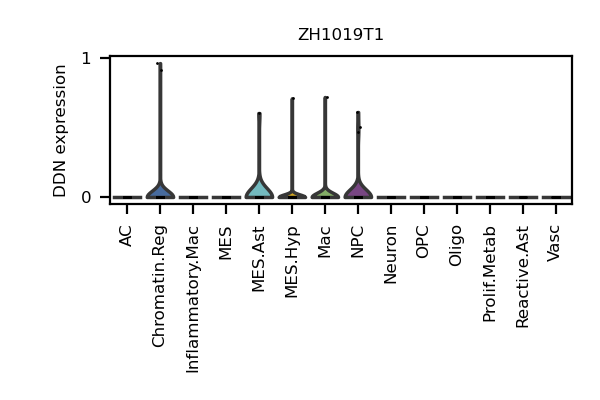 ZH1019T1
DDN expression
1
0
AC
Chromatin.Reg
Inflammatory.Mac
MES
MES.Ast
MES.Hyp
Mac
NPC
Neuron
OPC
Oligo
Prolif.Metab
Reactive.Ast
Vasc